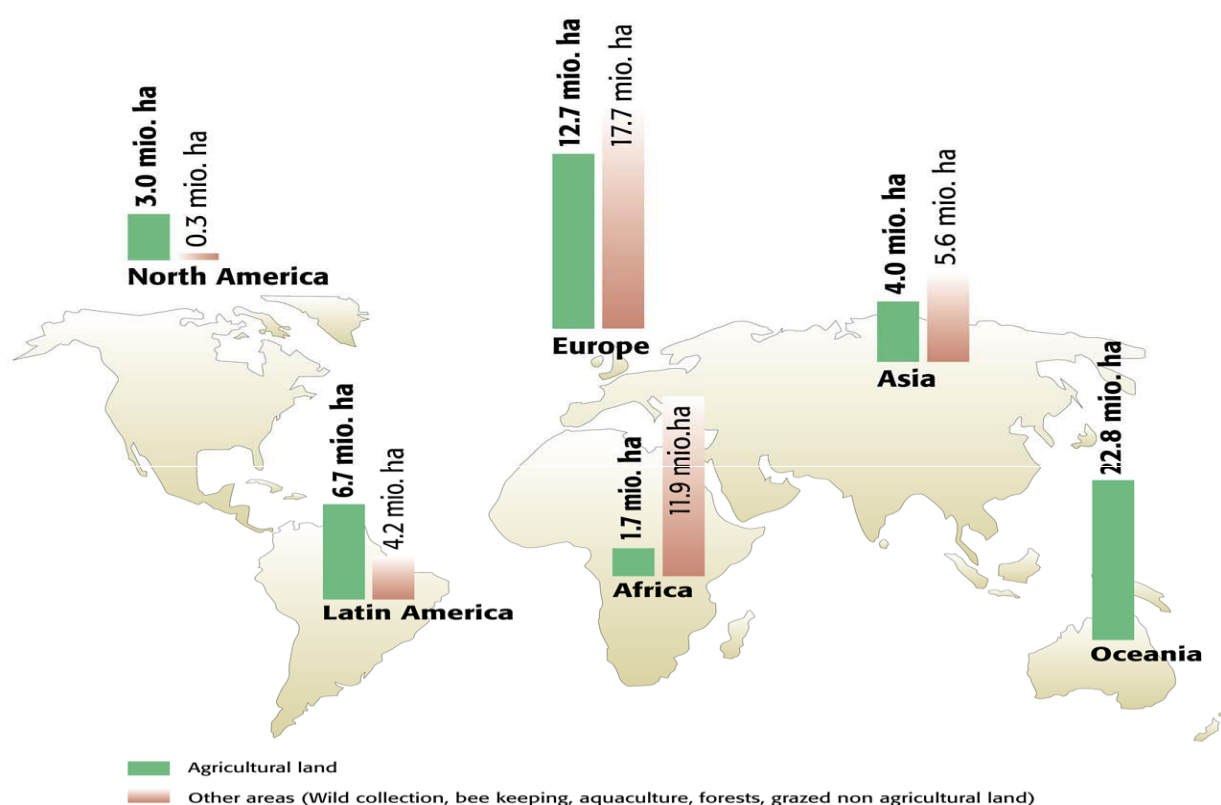 3.0 mio. ha
0.3 mio. ha
North America
12.7 mio. ha
17.7 mio. ha
Europe
4.0 mio. ha
5.6 mio. ha
Asia
6.7 mio. ha
4.2 mio. ha
Latin America
1.7 mio. ha
11.9 mio.ha
Africa
22.8 mio. ha
Oceania
Agricultural land
Other areas (Wild collection, bee keeping, aquaculture, forests, grazed non agricultural land)